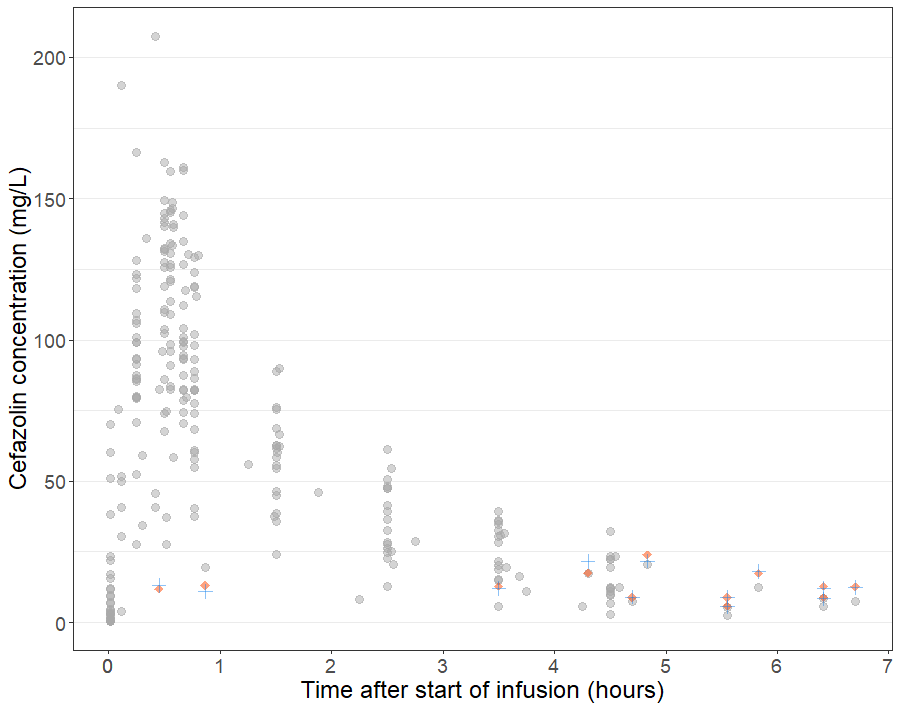 Cefazolin concentration (mg/L)
200
150
100
50
0
0 1 2 3 4 5 6 7
Time after start of infusion (hours)